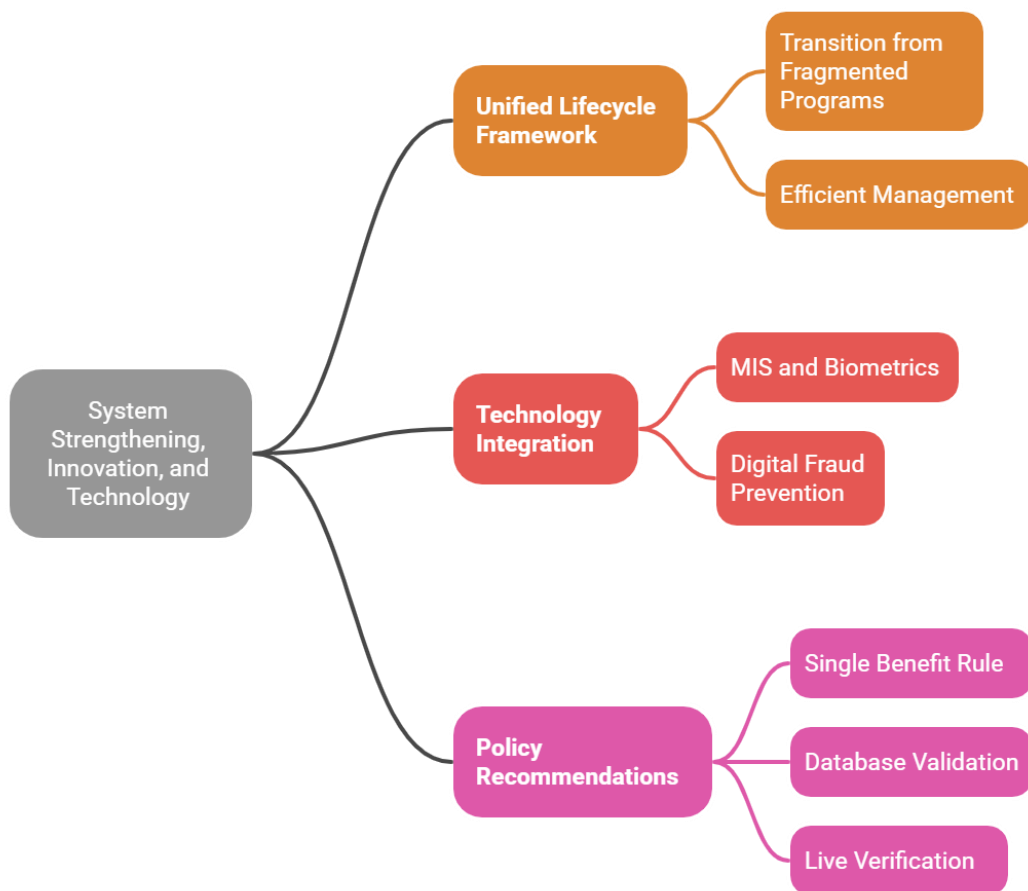 System
Strengthening,
Innovation, and
Technology
Unified Lifecycle
Framework
Transition from
Fragmented
Programs
Efficient Management
Technology
Integration
MIS and Biometrics
Digital Fraud
Prevention
Policy
Recommendations
Single Benefit Rule
Database Validation
Live Verification